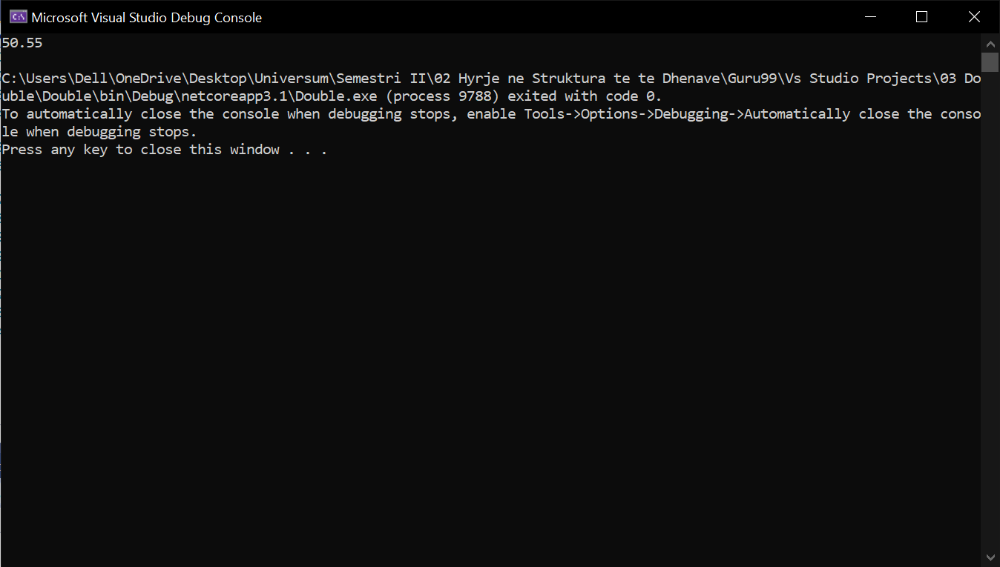 Microsoft Visual Studio Debug Console
50.55
C:\Users\Dell\OneDrive\Desktop\Universum\Semestri II\02 Hyrje ne Struktura te te Dhenave\Guru99\Vs Studio Projects\03 Do
uble\Double\bin\Debug\netcoreapp3.1\Double.exe (process 9788) exited with code 0.
To automatically close the console when debugging stops, enable Tools->Options->Debugging->Automatically close the conso
le when debugging stops.
Press any key to close this window . . .